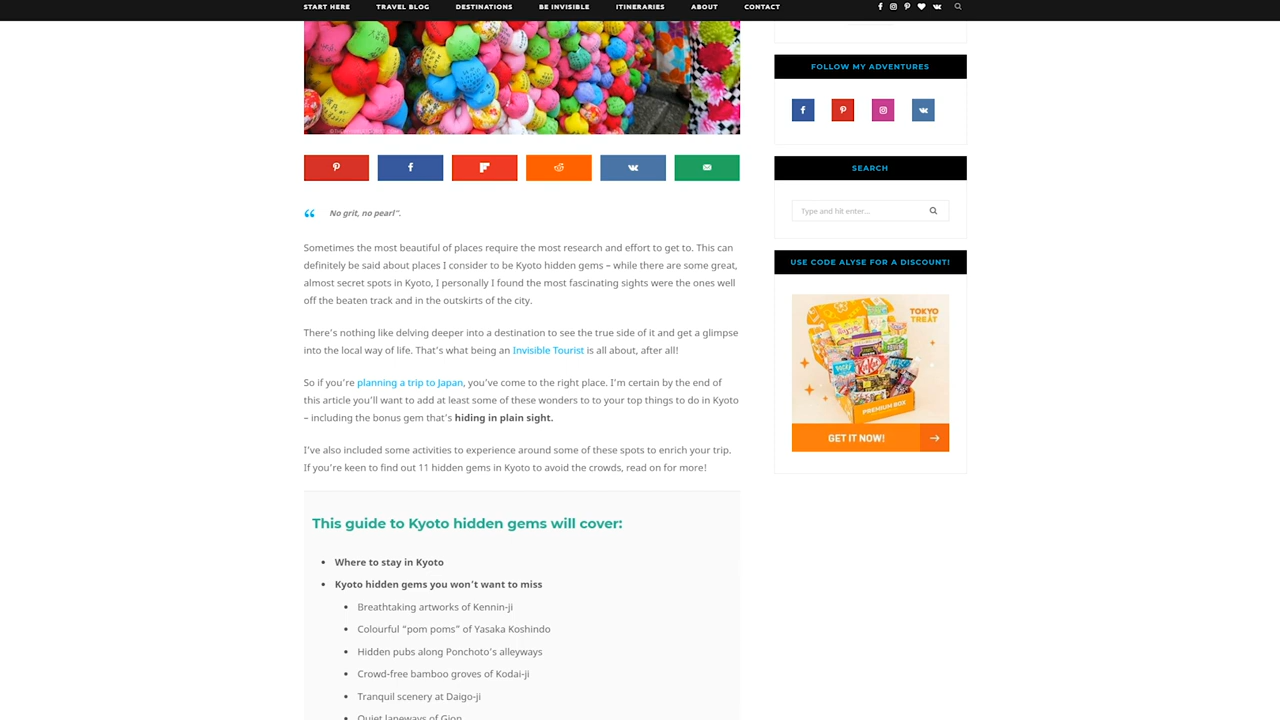 START HERE
TRAVEL BLOG
DESTINATIONS
BE INVISIBLE
ITINERARIES
ABOUT
CONTACT
No grit, no pearl”.
Sometimes the most beautiful of places require the most research and effort to get to. This can
definitely be said about places I consider to be Kyoto hidden gems – while there are some great,
almost secret spots in Kyoto, I personally I found the most fascinating sights were the ones well
off the beaten track and in the outskirts of the city.
There’s nothing like delving deeper into a destination to see the true side of it and get a glimpse
into the local way of life. That’s what being an Invisible Tourist is all about, after all!
So if you’re planning a trip to Japan, you’ve come to the right place. I’m certain by the end of
this article you’ll want to add at least some of these wonders to to your top things to do in Kyoto
– including the bonus gem that’s hiding in plain sight.
I’ve also included some activities to experience around some of these spots to enrich your trip.
If you’re keen to find out 11 hidden gems in Kyoto to avoid the crowds, read on for more!
This guide to Kyoto hidden gems will cover:
• Where to stay in Kyoto
• Kyoto hidden gems you won’t want to miss
• Breathtaking artworks of Kennin-ji
• Colourful “pom poms” of Yasaka Koshindo
• Hidden pubs along Ponchoto’s alleyways
• Crowd-free bamboo groves of Kodai-ji
• Tranquil scenery at Daigo-ji
Quiet laneways of Gion
FOLLOW MY ADVENTURES
SEARCH
Type and hit enter...
USE CODE ALYSE FOR A DISCOUNT!
TOKYO
TREAT
KitKat
PREMIUM BOX
GET IT NOW!